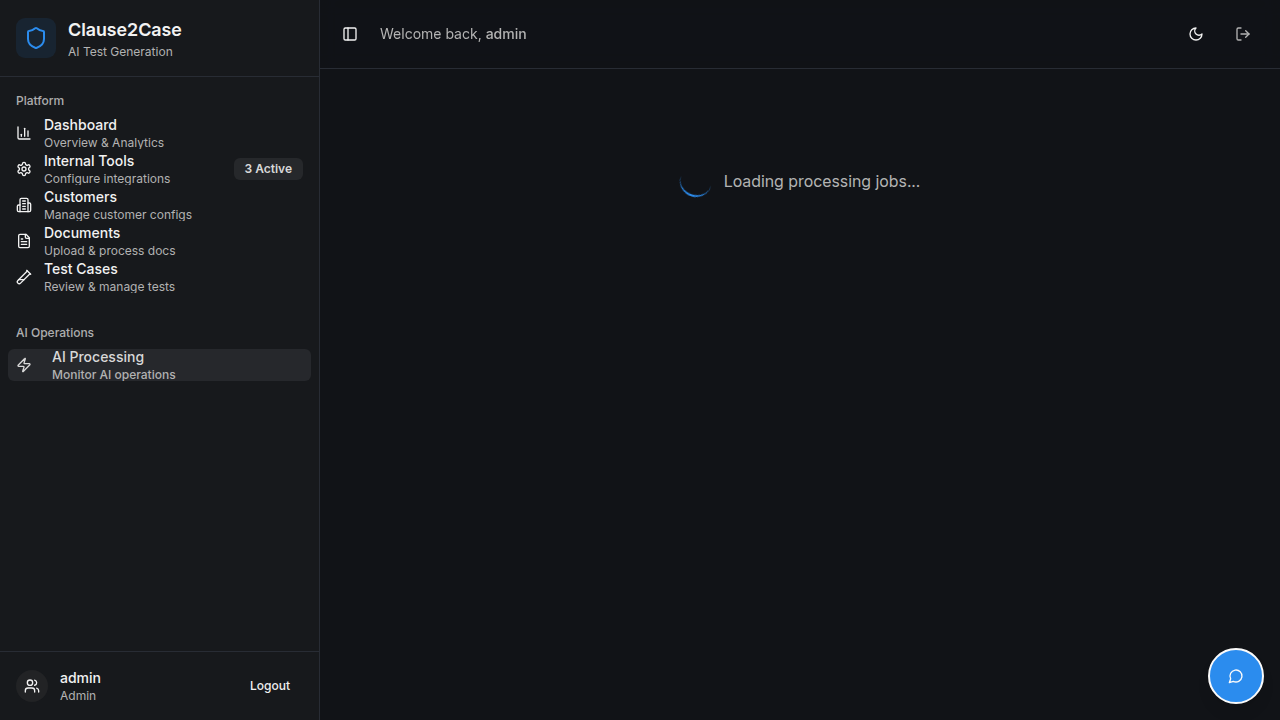 Clause2Case
AI Test Generation
Platform
Dashboard
Overview & Analytics
Internal Tools
Configure integrations
3 Active
Customers
Manage customer configs
Documents
Upload & process docs
Test Cases
Review & manage tests
AI Operations
AI Processing
Monitor AI operations
admin
Admin
Logout
Welcome back, admin
Loading processing jobs...